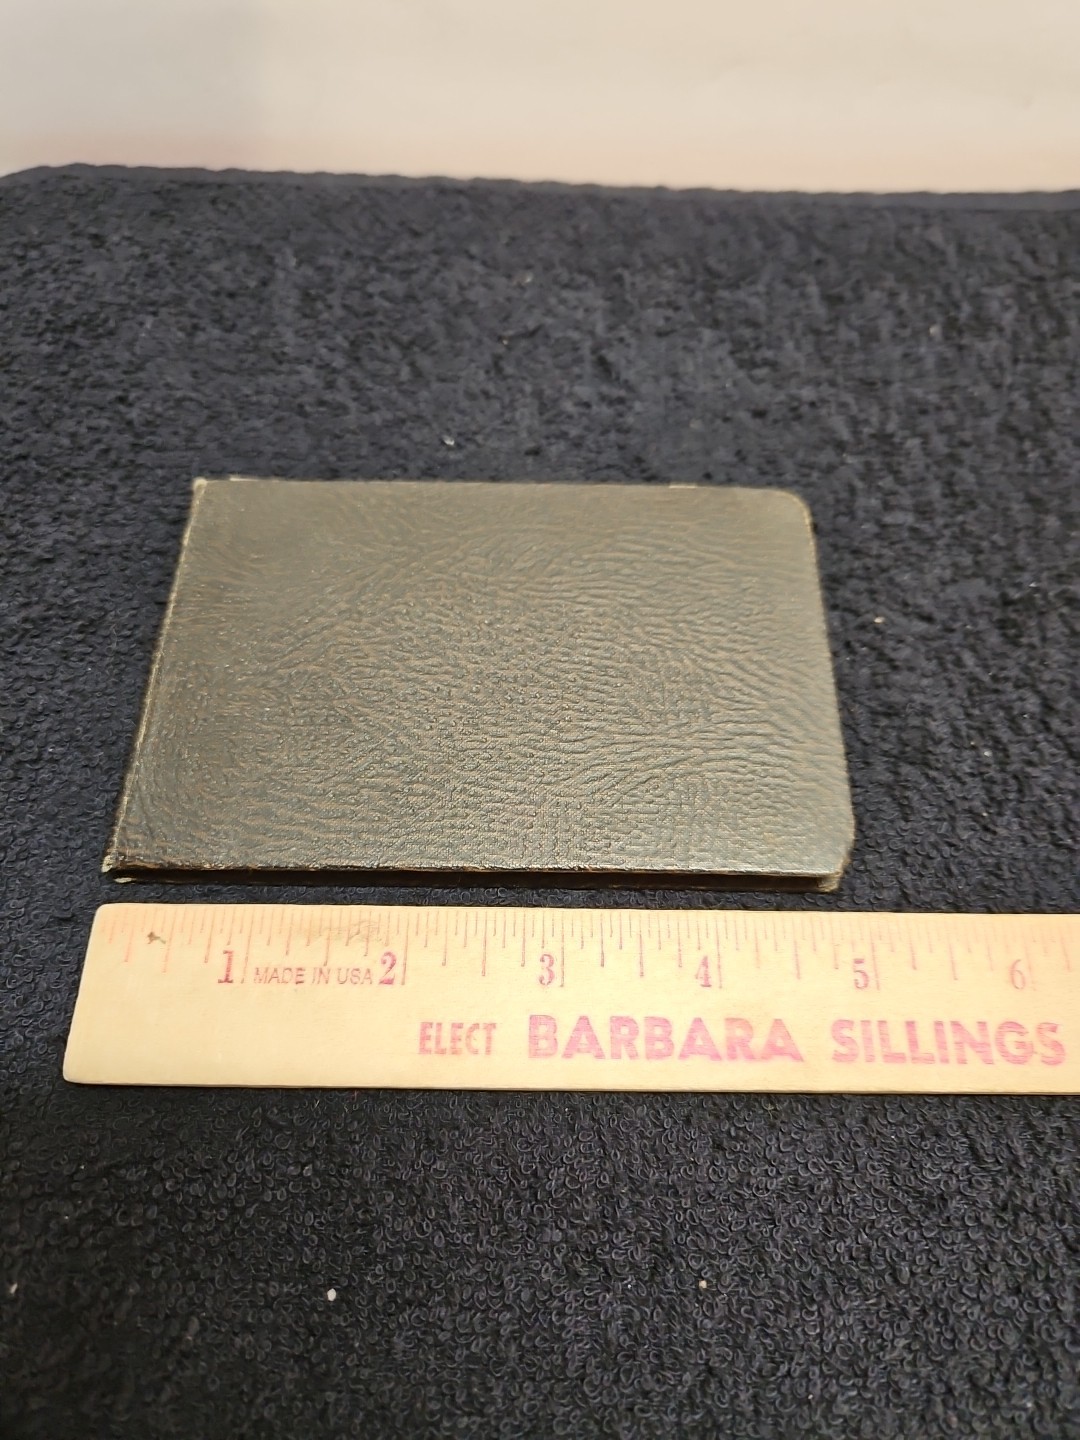 1 MADE IN USA 2 3 4 5 6
ELECT BARBARA SILLINGS